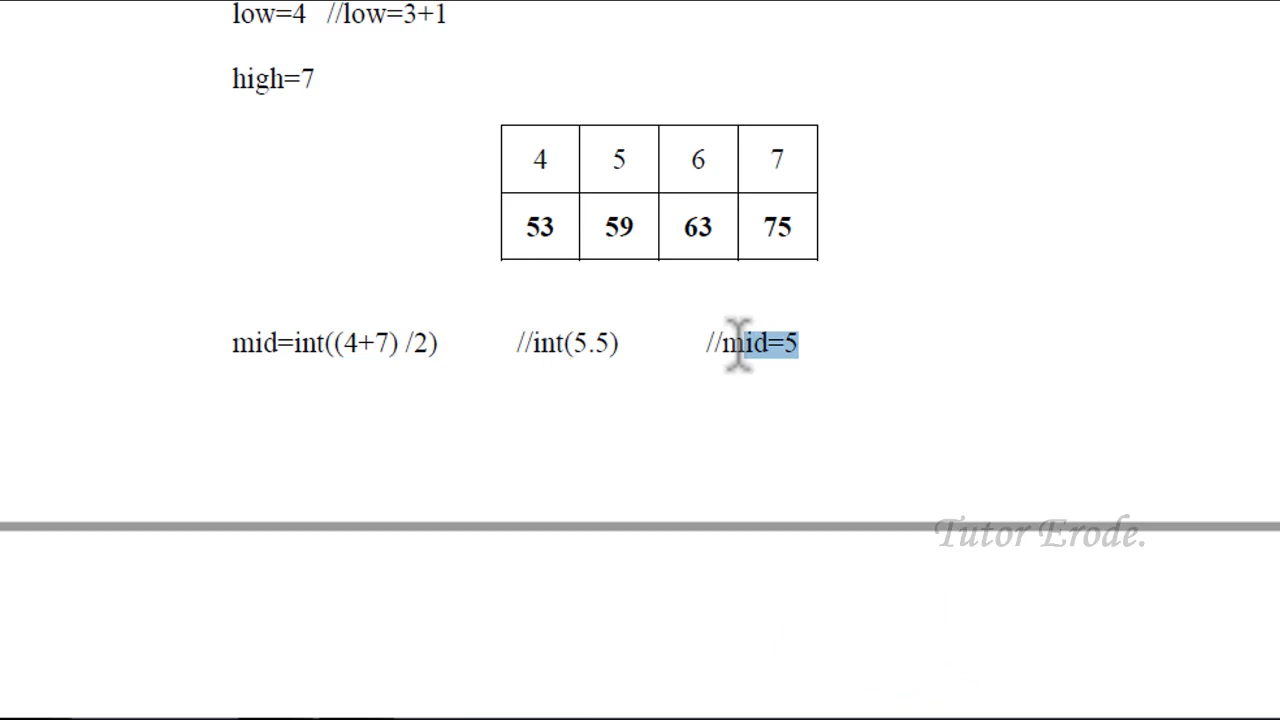 low=4 //low=3+1
high=7
4 5 6 7
53 59 63 75
mid=int((4+7) /2) //int(5.5) //mid=5
Tutor Erode.